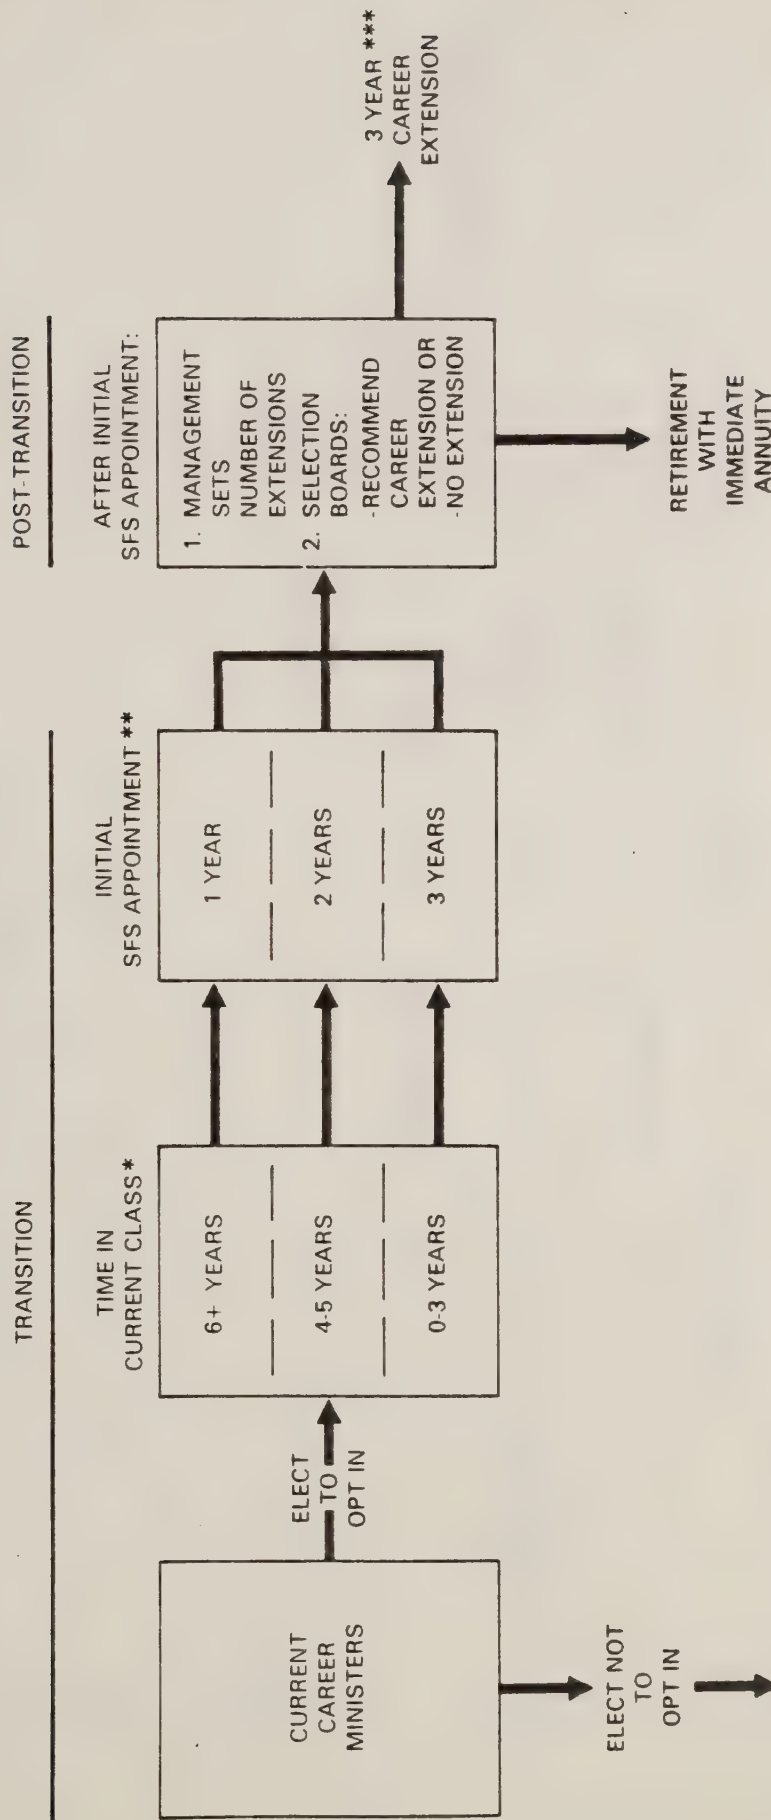 TRANSITION
POST-TRANSITION
TIME IN
CURRENT CLASS*
INITIAL
SFS APPOINTMENT **
AFTER INITIAL
SFS APPOINTMENT:
CURRENT
CAREER
MINISTERS
ELECT
TO
OPT IN
ELECT NOT
TO
OPT IN
6+ YEARS
4-5 YEARS
0-3 YEARS
1 YEAR
2 YEARS
3 YEARS
1. MANAGEMENT
SETS
NUMBER OF
EXTENSIONS
2. SELECTION
BOARDS:
-RECOMMEND
CAREER
EXTENSION OR
-NO EXTENSION
3 YEAR ***
CAREER
EXTENSION
RETIREMENT
WITH
IMMEDIATE
ANNUITY